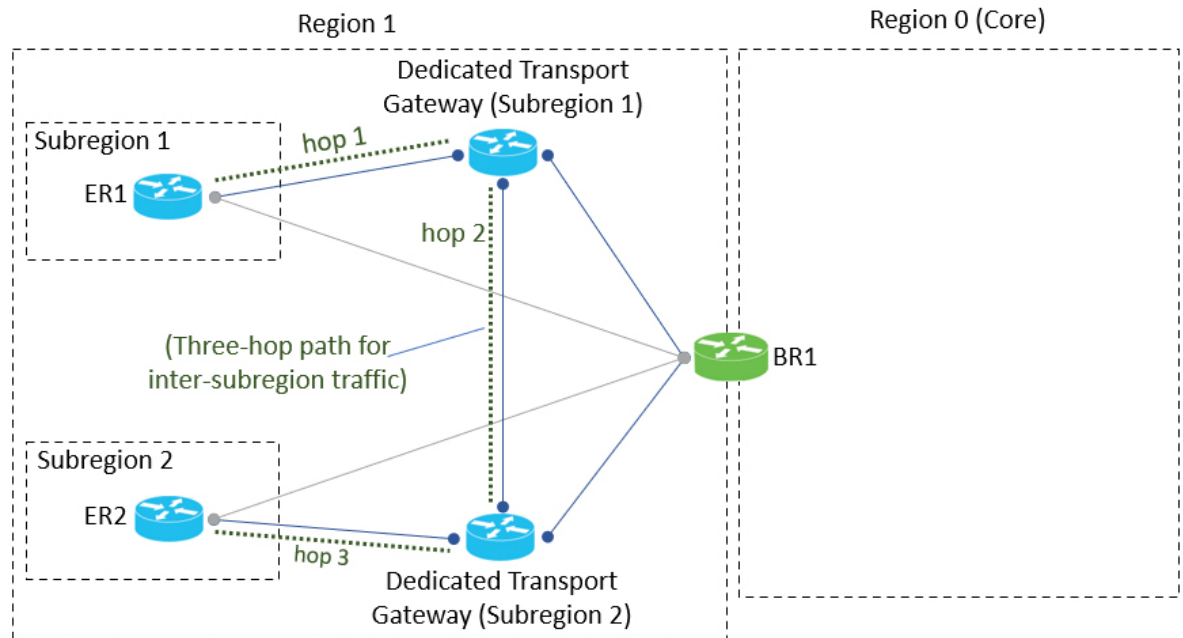 Region 1
Region 0 (Core)
Dedicated Transport
Gateway (Subregion 1)
Subregion 1
hop 1
ER1
hop 2
(Three-hop path for
inter-subregion traffic)
BR1
Subregion 2
ER2
hop 3
Dedicated Transport
Gateway (Subregion 2)